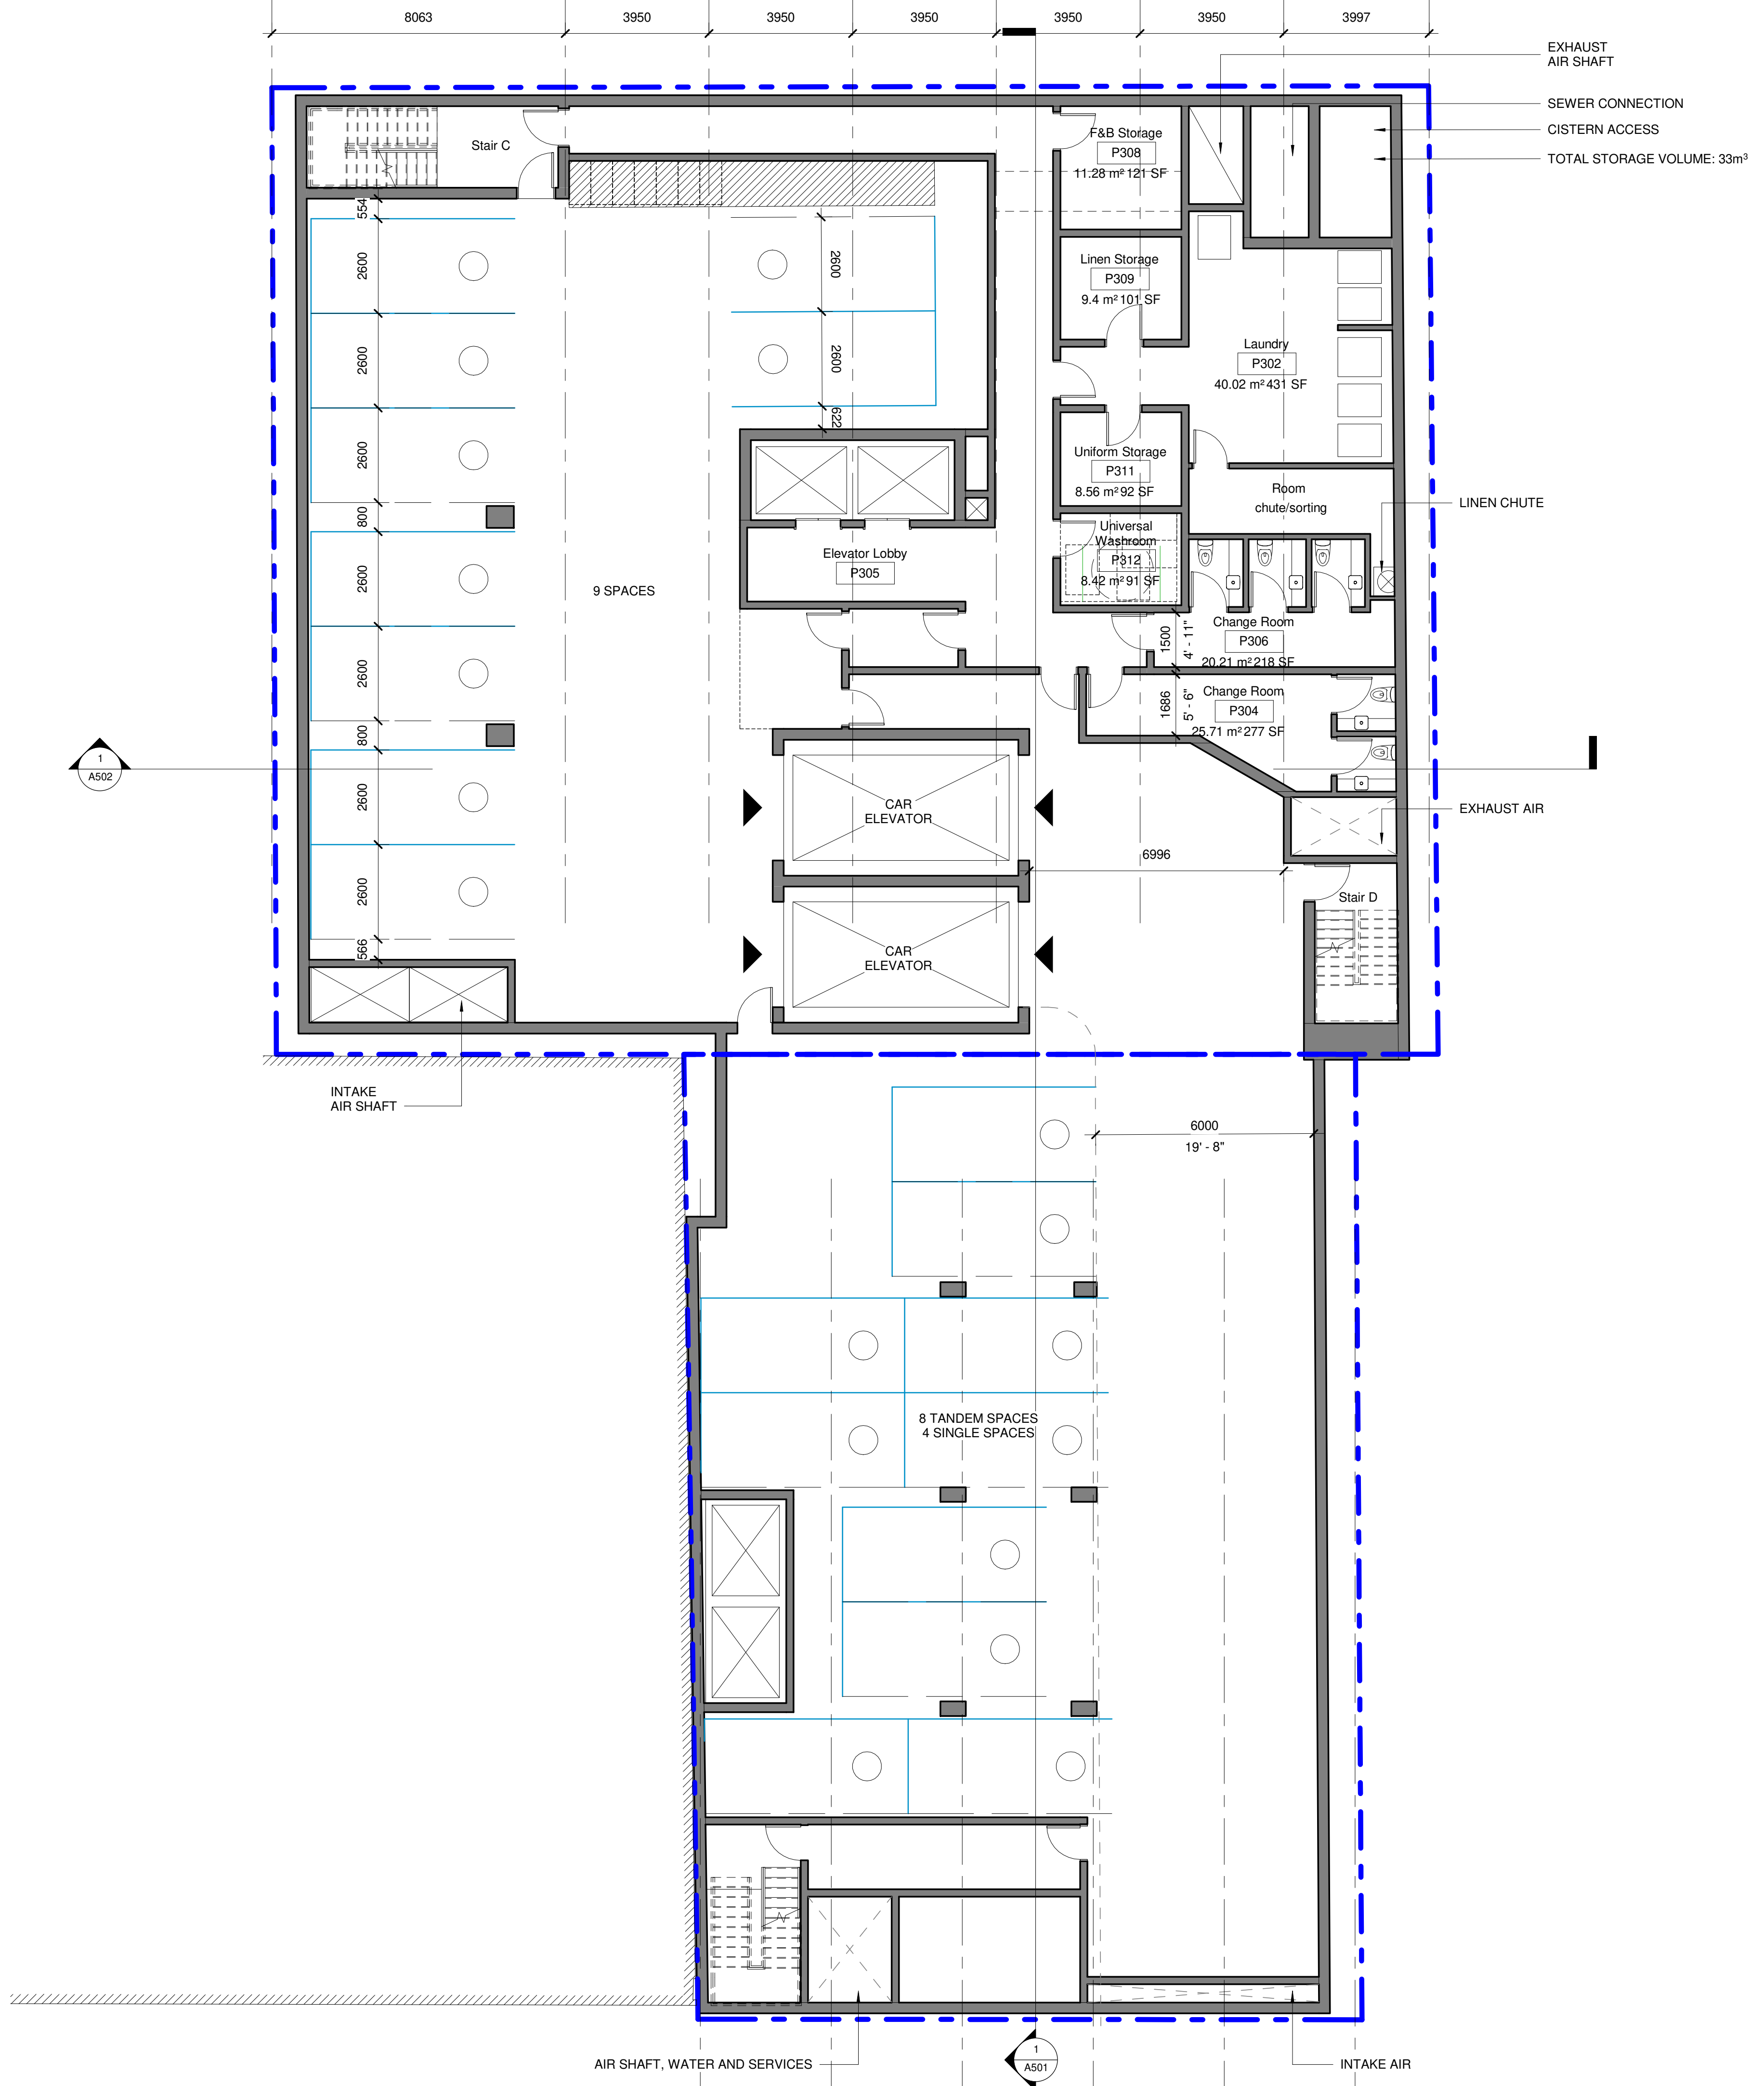 8063
3950
3950
3950
3950
3950
3997
EXHAUST
AIR SHAFT
SEWER CONNECTION
CISTERN ACCESS
TOTAL STORAGE VOLUME: 33m³
Stair C
F&B Storage
P308
11.28 m² 121 SF
554
2600
2600
Linen Storage
P309
9.4 m² 101 SF
2600
2600
Laundry
P302
40.02 m² 431 SF
622
2600
Uniform Storage
P311
8.56 m² 92 SF
Room
chute/sorting
LINEN CHUTE
800
Universal
Washroom
P312
8.42 m² 91 SF
Elevator Lobby
P305
2600
9 SPACES
Change Room
P306
20.21 m² 218 SF
1500
4' - 11"
2600
Change Room
P304
25.71 m² 277 SF
1686
5' - 6"
800
1
A502
2600
CAR
ELEVATOR
EXHAUST AIR
6996
2600
Stair D
566
CAR
ELEVATOR
INTAKE
AIR SHAFT
6000
19' - 8"
8 TANDEM SPACES
4 SINGLE SPACES
AIR SHAFT, WATER AND SERVICES
1
A501
INTAKE AIR